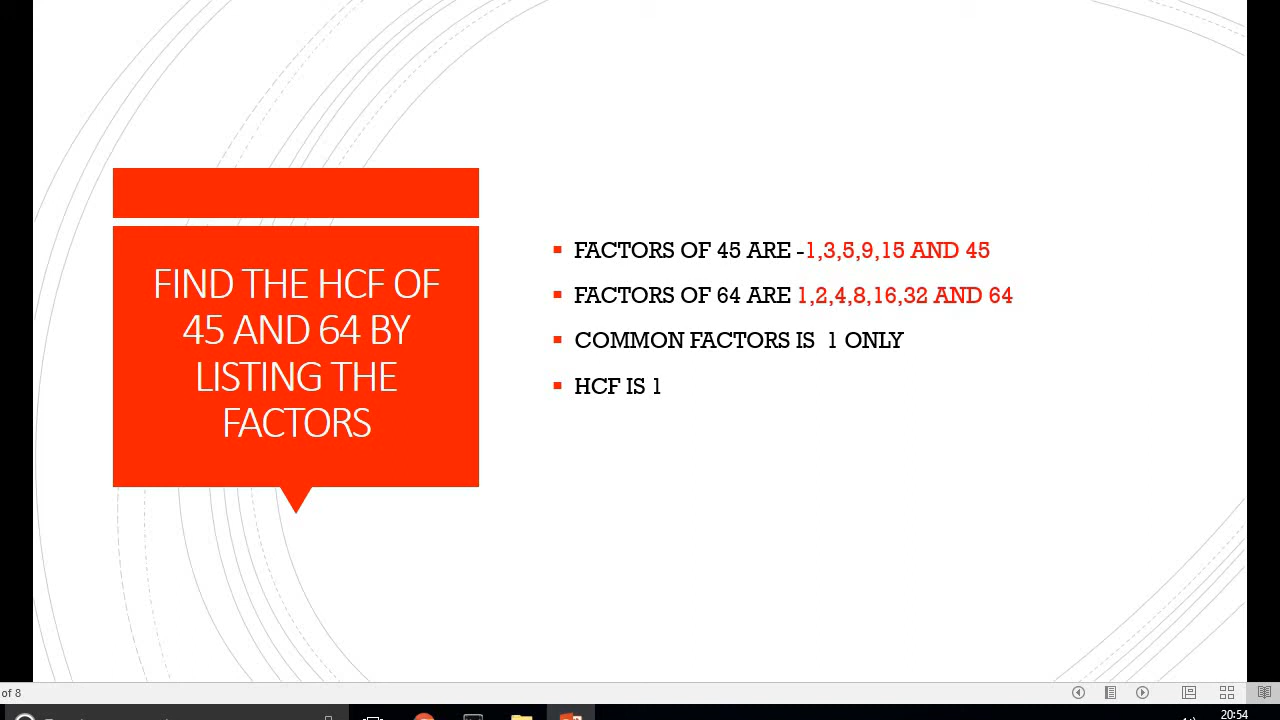 FIND THE HCF OF
45 AND 64 BY
LISTING THE
FACTORS
FACTORS OF 45 ARE -1,3,5,9,15 AND 45
FACTORS OF 64 ARE 1,2,4,8,16,32 AND 64
COMMON FACTORS IS 1 ONLY
HCF IS 1
of 8
20:54